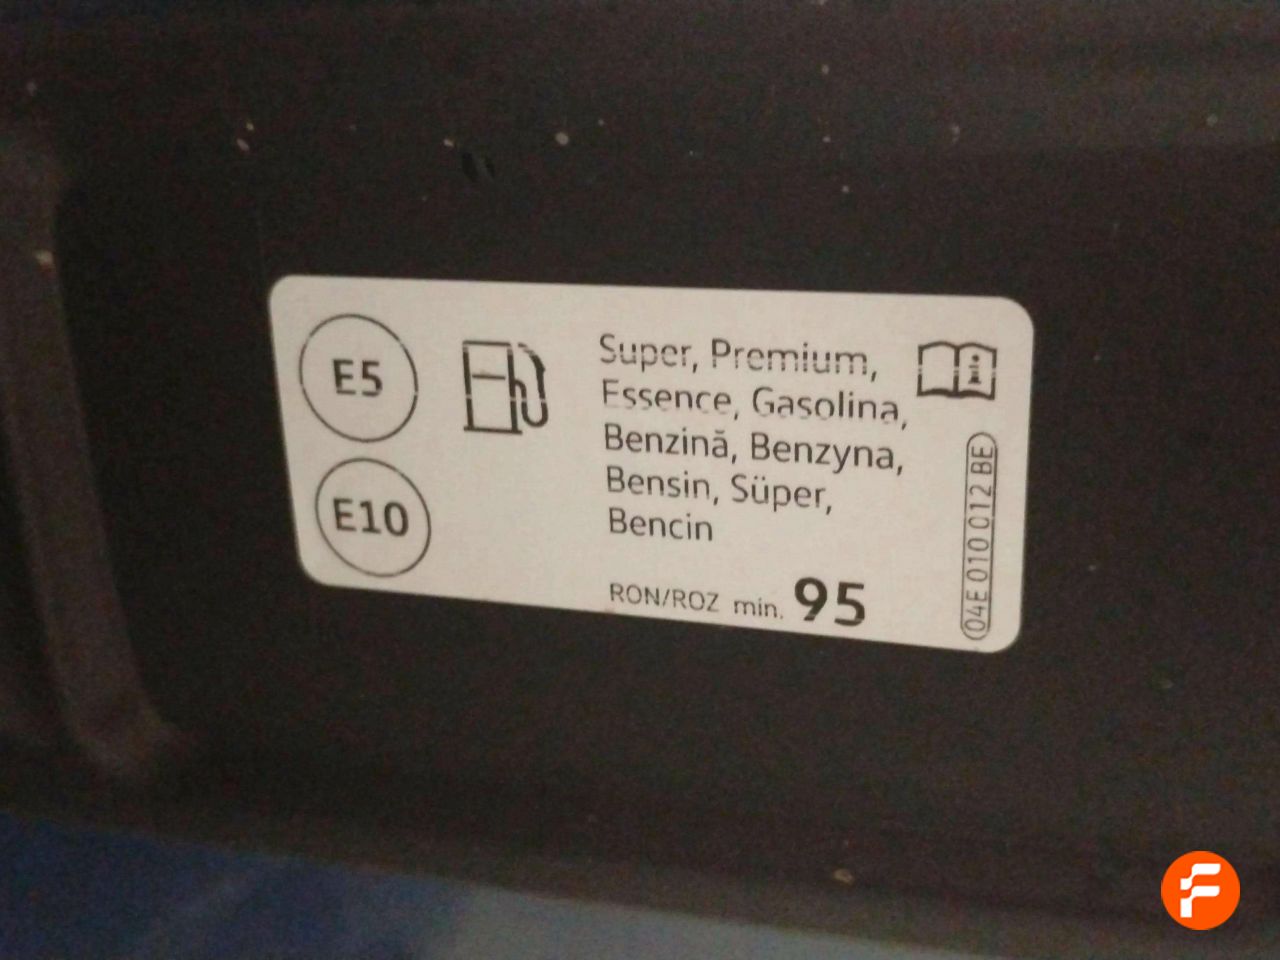 E5
E10
Super, Premium,
Essence, Gasolina,
Benzină, Benzyna,
Bensin, Süper,
Bencin
RON/ROZ min. 95
04E 010 012 BE
F